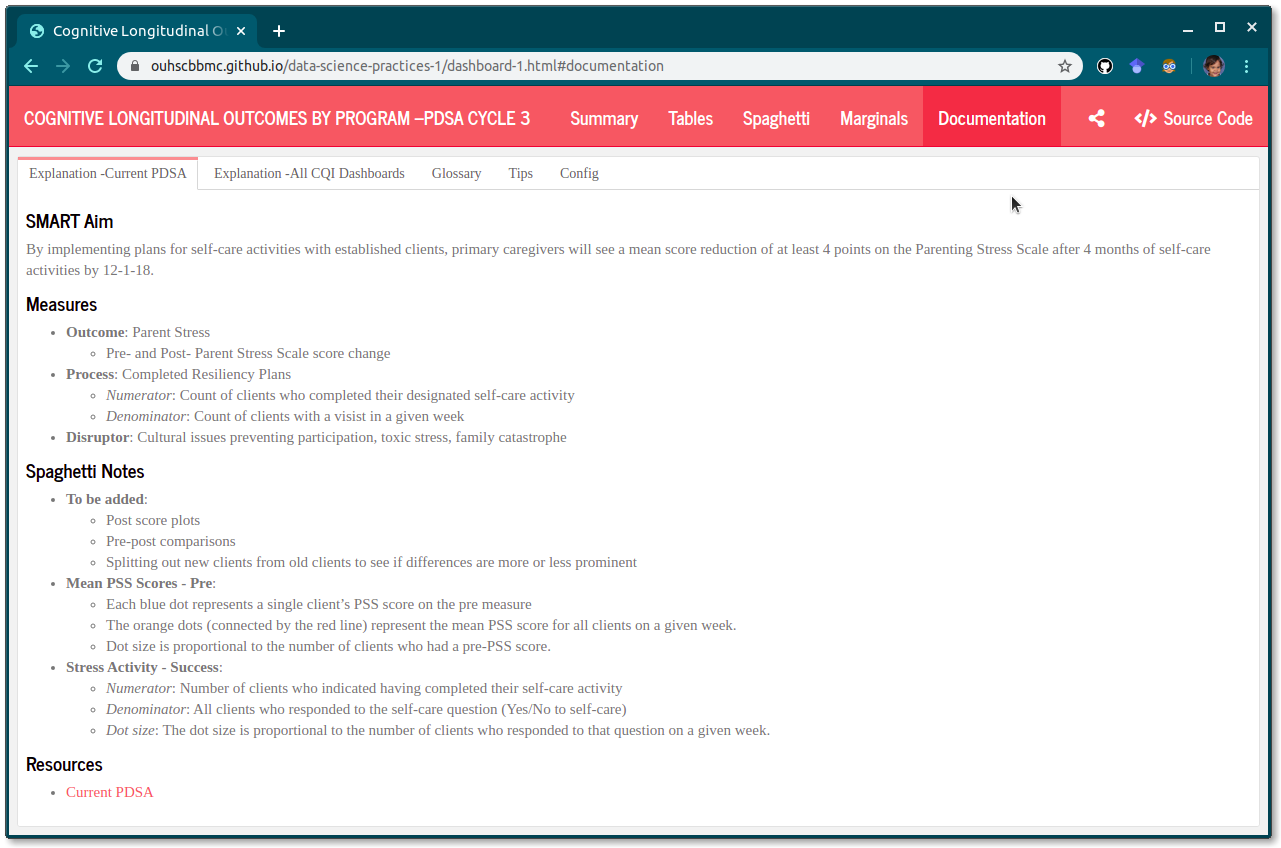 Cognitive Longitudinal O
ouhscbbmc.github.io/data-science-practices-1/dashboard-1.html#documentation
COGNITIVE LONGITUDINAL OUTCOMES BY PROGRAM –PDSA CYCLE 3 Summary Tables Spaghetti Marginals Documentation </> Source Code
Explanation -Current PDSA Explanation -All CQI Dashboards Glossary Tips Config
SMART Aim
By implementing plans for self-care activities with established clients, primary caregivers will see a mean score reduction of at least 4 points on the Parenting Stress Scale after 4 months of self-care
activities by 12-1-18.
Measures
• Outcome: Parent Stress
◦ Pre- and Post- Parent Stress Scale score change
• Process: Completed Resiliency Plans
◦ Numerator: Count of clients who completed their designated self-care activity
◦ Denominator: Count of clients with a visist in a given week
• Disruptor: Cultural issues preventing participation, toxic stress, family catastrophe
Spaghetti Notes
• To be added:
◦ Post score plots
◦ Pre-post comparisons
◦ Splitting out new clients from old clients to see if differences are more or less prominent
• Mean PSS Scores - Pre:
◦ Each blue dot represents a single client’s PSS score on the pre measure
◦ The orange dots (connected by the red line) represent the mean PSS score for all clients on a given week.
◦ Dot size is proportional to the number of clients who had a pre-PSS score.
• Stress Activity - Success:
◦ Numerator: Number of clients who indicated having completed their self-care activity
◦ Denominator: All clients who responded to the self-care question (Yes/No to self-care)
◦ Dot size: The dot size is proportional to the number of clients who responded to that question on a given week.
Resources
• Current PDSA